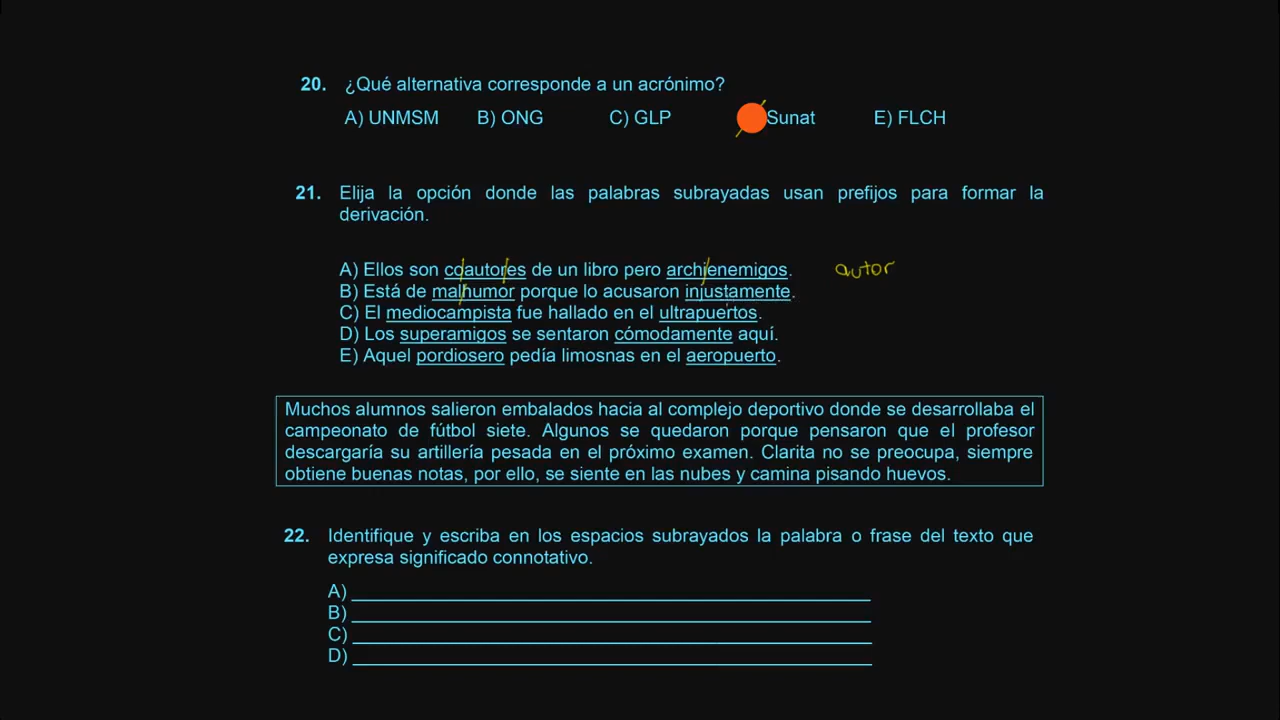 20. ¿Qué alternativa corresponde a un acrónimo?
A) UNMSM B) ONG C) GLP Sunat E) FLCH
21. Elija la opción donde las palabras subrayadas usan prefijos para formar la
derivación.
A) Ellos son coautores de un libro pero archienemigos. autor
B) Está de malhumor porque lo acusaron injustamente.
C) El mediocampista fue hallado en el ultrapuertos.
D) Los superamigos se sentaron cómodamente aquí.
E) Aquel pordiosero pedía limosnas en el aeropuerto.
Muchos alumnos salieron embalados hacia al complejo deportivo donde se desarrollaba el
campeonato de fútbol siete. Algunos se quedaron porque pensaron que el profesor
descargaría su artillería pesada en el próximo examen. Clarita no se preocupa, siempre
obtiene buenas notas, por ello, se siente en las nubes y camina pisando huevos.
22. Identifique y escriba en los espacios subrayados la palabra o frase del texto que
expresa significado connotativo.
A)
B)
C)
D)